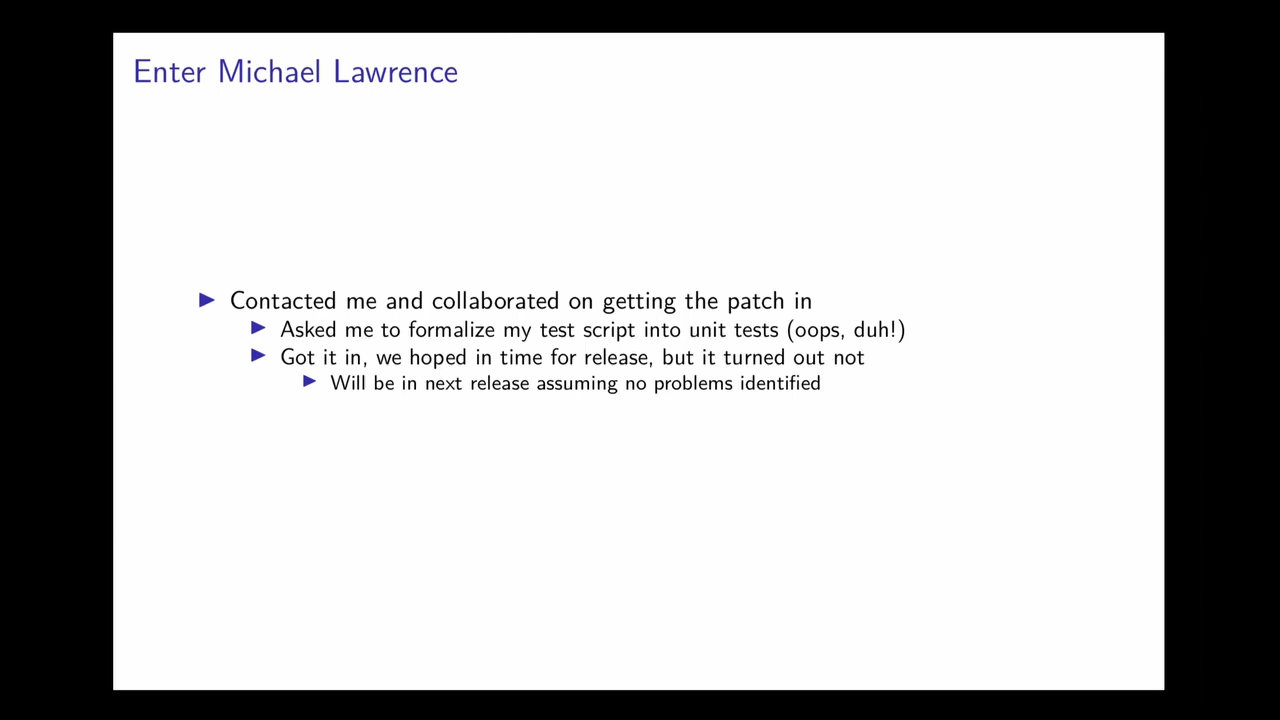 Enter Michael Lawrence
Contacted me and collaborated on getting the patch in
Asked me to formalize my test script into unit tests (oops, duh!)
Got it in, we hoped in time for release, but it turned out not
Will be in next release assuming no problems identified